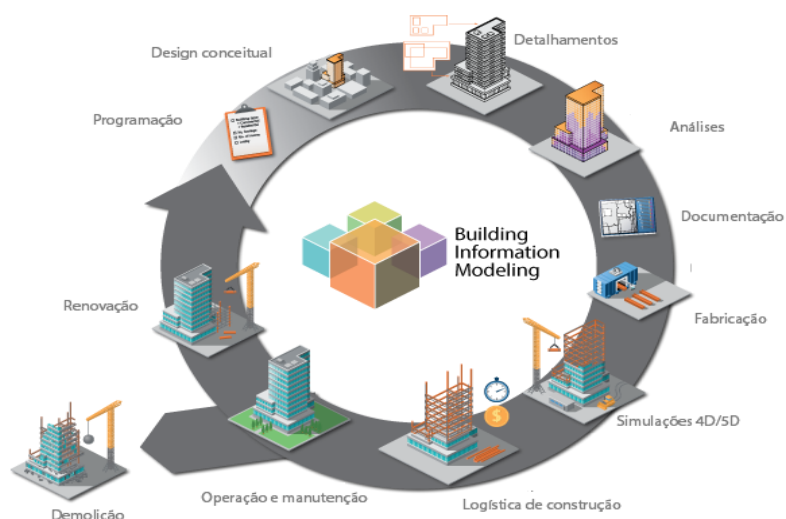 Design conceitual
Detalhamentos
Programação
Análises
Documentação
Building
Information
Modeling
Renovação
Fabricação
Simulações 4D/5D
Operação e manutenção
Logística de construção
Demolição
$